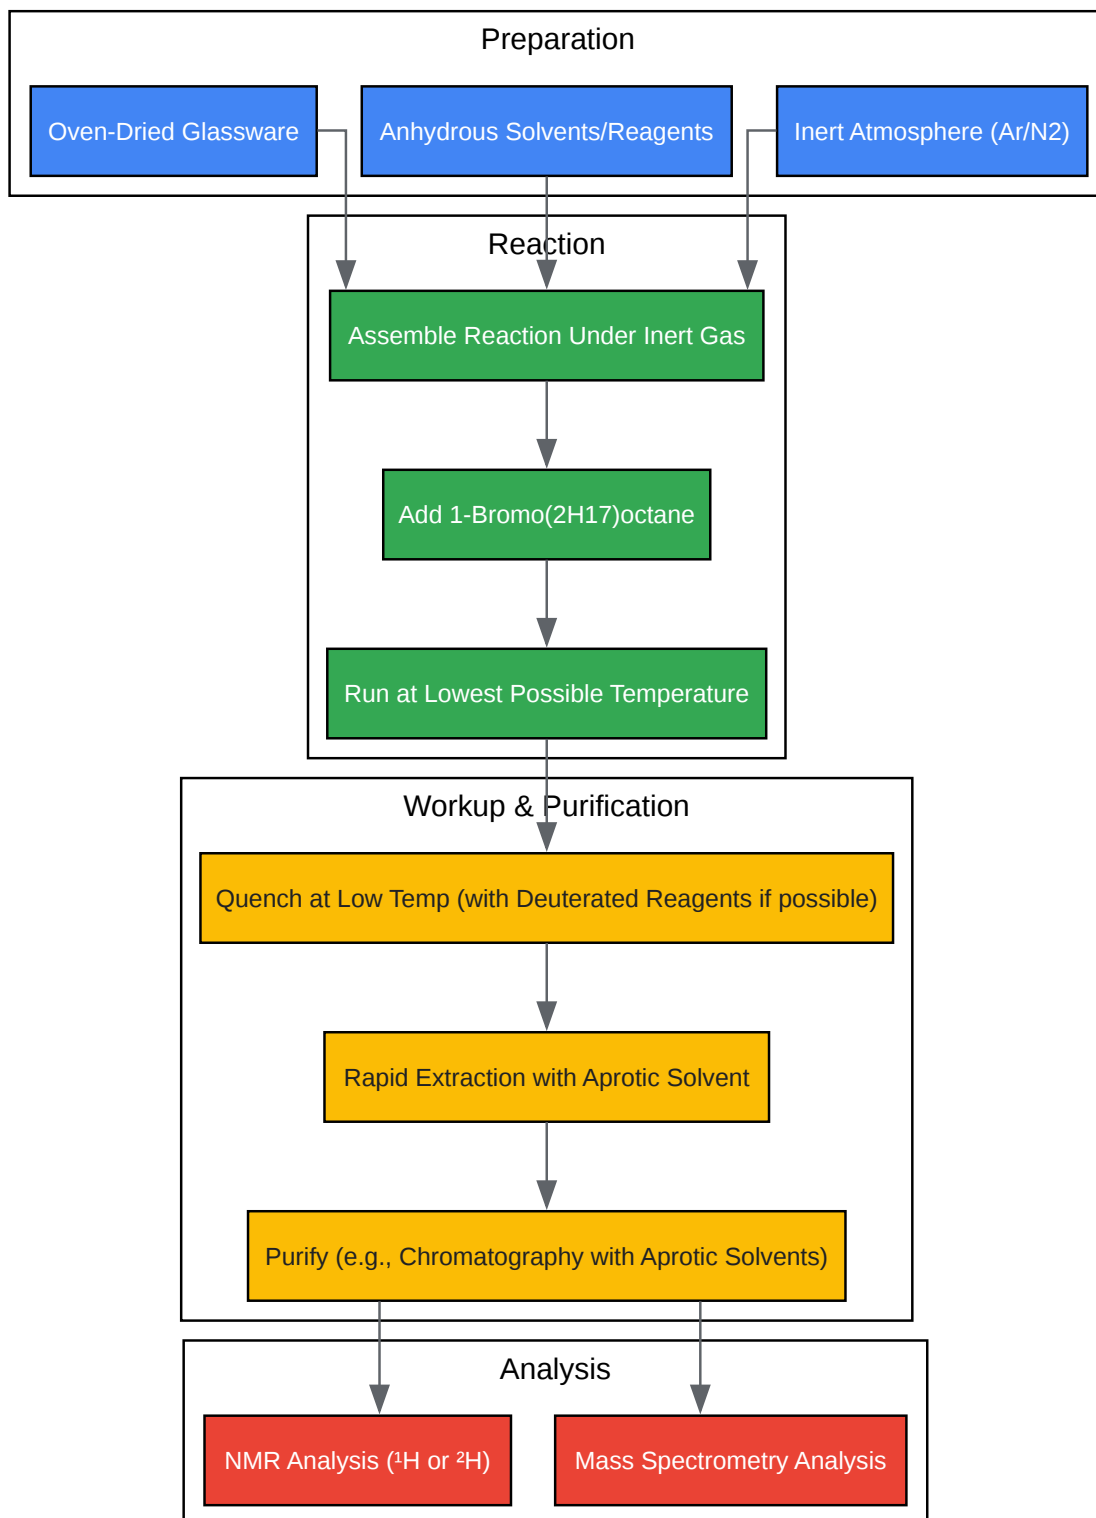 Preparation
Oven-Dried Glassware
Anhydrous Solvents/Reagents
Inert Atmosphere (Ar/N2)
Reaction
Assemble Reaction Under Inert Gas
Add 1-Bromo(2H17)octane
Run at Lowest Possible Temperature
Workup & Purification
Quench at Low Temp (with Deuterated Reagents if possible)
Rapid Extraction with Aprotic Solvent
Purify (e.g., Chromatography with Aprotic Solvents)
Analysis
NMR Analysis (¹H or ²H)
Mass Spectrometry Analysis